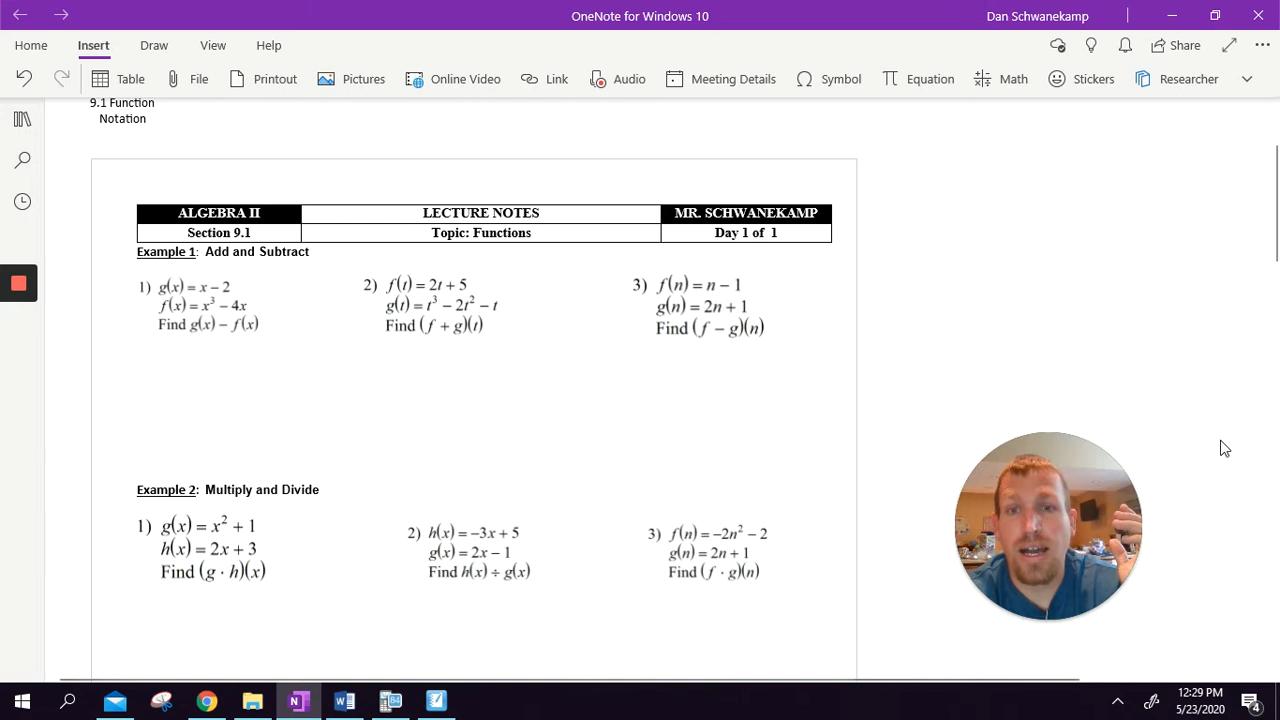 OneNote for Windows 10
Dan Schwanekamp
Home Insert Draw View Help
Share
Table File Printout Pictures Online Video Link Audio Meeting Details Symbol Equation Math Stickers Researcher
9.1 Function
Notation
ALGEBRA II LECTURE NOTES MR. SCHWANEKAMP
Section 9.1 Topic: Functions Day 1 of 1
Example 1: Add and Subtract
1) g(x) = x − 2
f(x) = x³ − 4x
Find g(x) − f(x)
2) f(t) = 2t + 5
g(t) = t³ − 2t² − t
Find (f + g)(t)
3) f(n) = n − 1
g(n) = 2n + 1
Find (f − g)(n)
Example 2: Multiply and Divide
1) g(x) = x² + 1
h(x) = 2x + 3
Find (g · h)(x)
2) h(x) = −3x + 5
g(x) = 2x − 1
Find h(x) ÷ g(x)
3) f(n) = −2n² − 2
g(n) = 2n + 1
Find (f · g)(n)
12:29 PM
5/23/2020
4